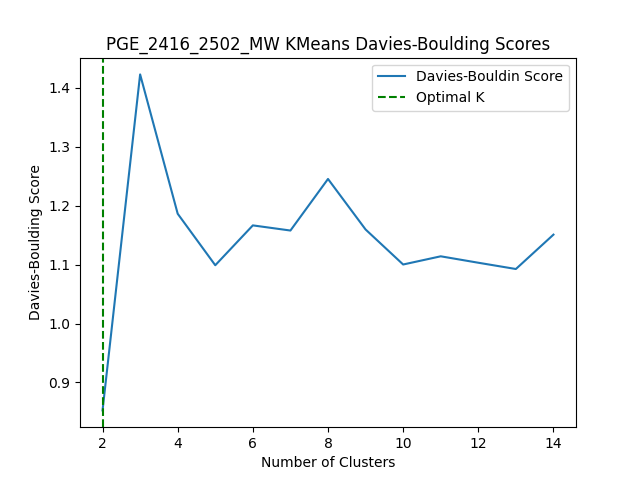 PGE_2416_2502_MW KMeans Davies-Boulding Scores
Davies-Bouldin Score
Optimal K
Davies-Boulding Score
1.4
1.3
1.2
1.1
1.0
0.9
2 4 6 8 10 12 14
Number of Clusters